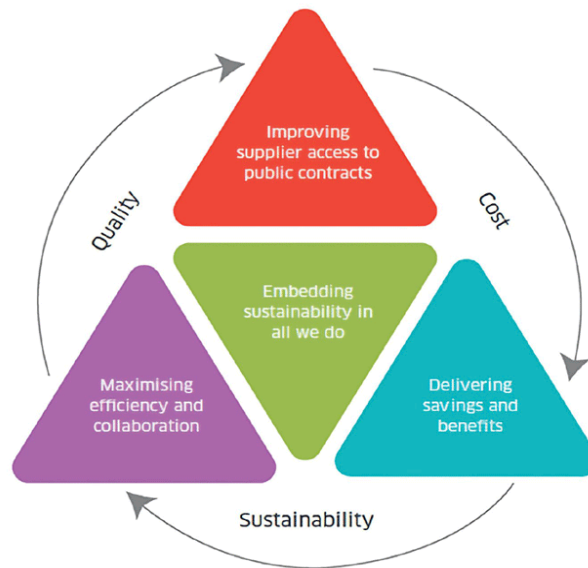 Improving
supplier access to
public contracts
Quality
Cost
Embedding
sustainability in
all we do
Maximising
efficiency and
collaboration
Delivering
savings and
benefits
Sustainability